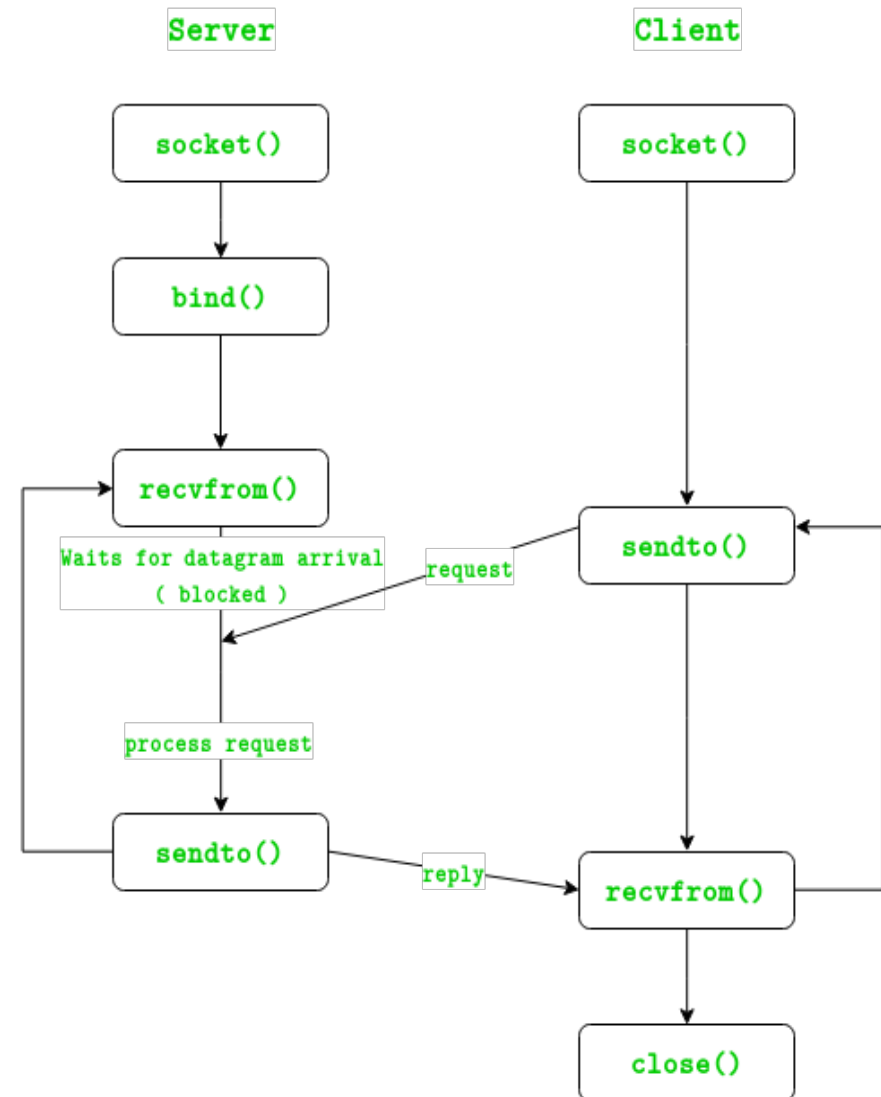 Server
Client
socket()
socket()
bind()
recvfrom()
Waits for datagram arrival
( blocked )
request
sendto()
process request
sendto()
reply
recvfrom()
close()